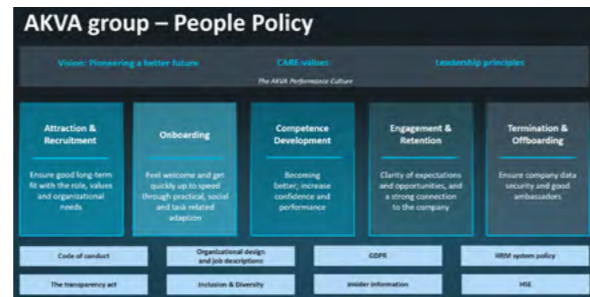 AKVA group – People Policy
Vision: Pioneering a better future
CARE-values
Leadership principles
The AKVA Performance Culture
Attraction &
Recruitment
Ensure good long-term
fit with the role, values
and organizational
needs
Onboarding
Feel welcome and get
quickly up to speed
through practical, social
and task related
adaption
Competence
Development
Becoming
better; increase
confidence and
performance
Engagement &
Retention
Clarity of expectations
and opportunities, and
a strong connection
to the company
Termination &
Offboarding
Ensure company data
security and good
ambassadors
Code of conduct
Organizational design
and job descriptions
GDPR
HRM system policy
The transparency act
Inclusion & Diversity
Insider information
HSE